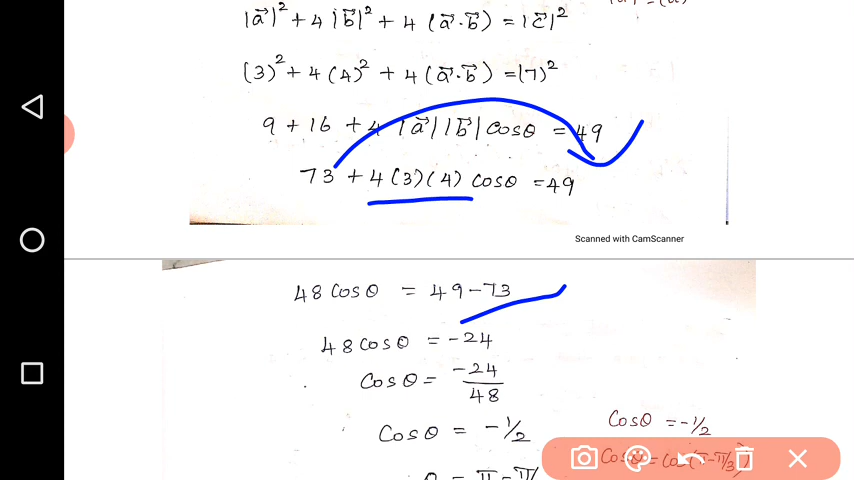 |a⃗|² + 4 |b⃗|² + 4 (a⃗·b⃗) = |c⃗|²
(3)² + 4 (4)² + 4 (a⃗·b⃗) = (7)²
9 + 16 + 4 |a⃗| |b⃗| cosθ = 49
73 + 4 (3) (4) cosθ = 49
Scanned with CamScanner
48 cosθ = 49-73
48 cosθ = -24
cosθ = -24/48
cosθ = -1/2
cosθ = -1/2